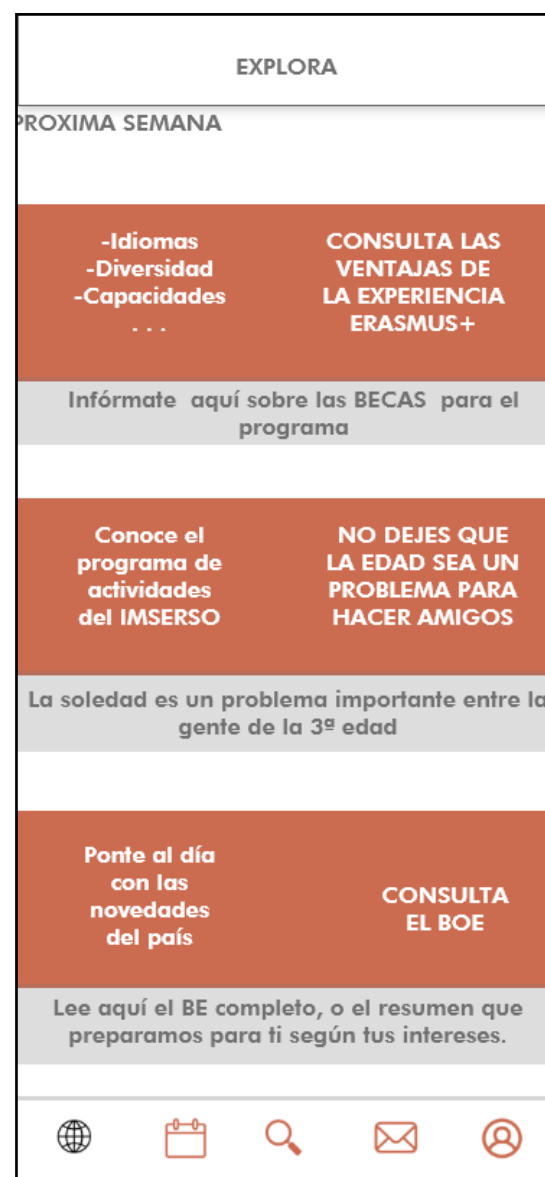 EXPLORA
PROXIMA SEMANA
-Idiomas
-Diversidad
-Capacidades
. . .
CONSULTA LAS
VENTAJAS DE
LA EXPERIENCIA
ERASMUS+
Infórmate aquí sobre las BECAS para el
programa
Conoce el
programa de
actividades
del IMSERSO
NO DEJES QUE
LA EDAD SEA UN
PROBLEMA PARA
HACER AMIGOS
La soledad es un problema importante entre la
gente de la 3ª edad
Ponte al día
con las
novedades
del país
CONSULTA
EL BOE
Lee aquí el BE completo, o el resumen que
preparamos para ti según tus intereses.